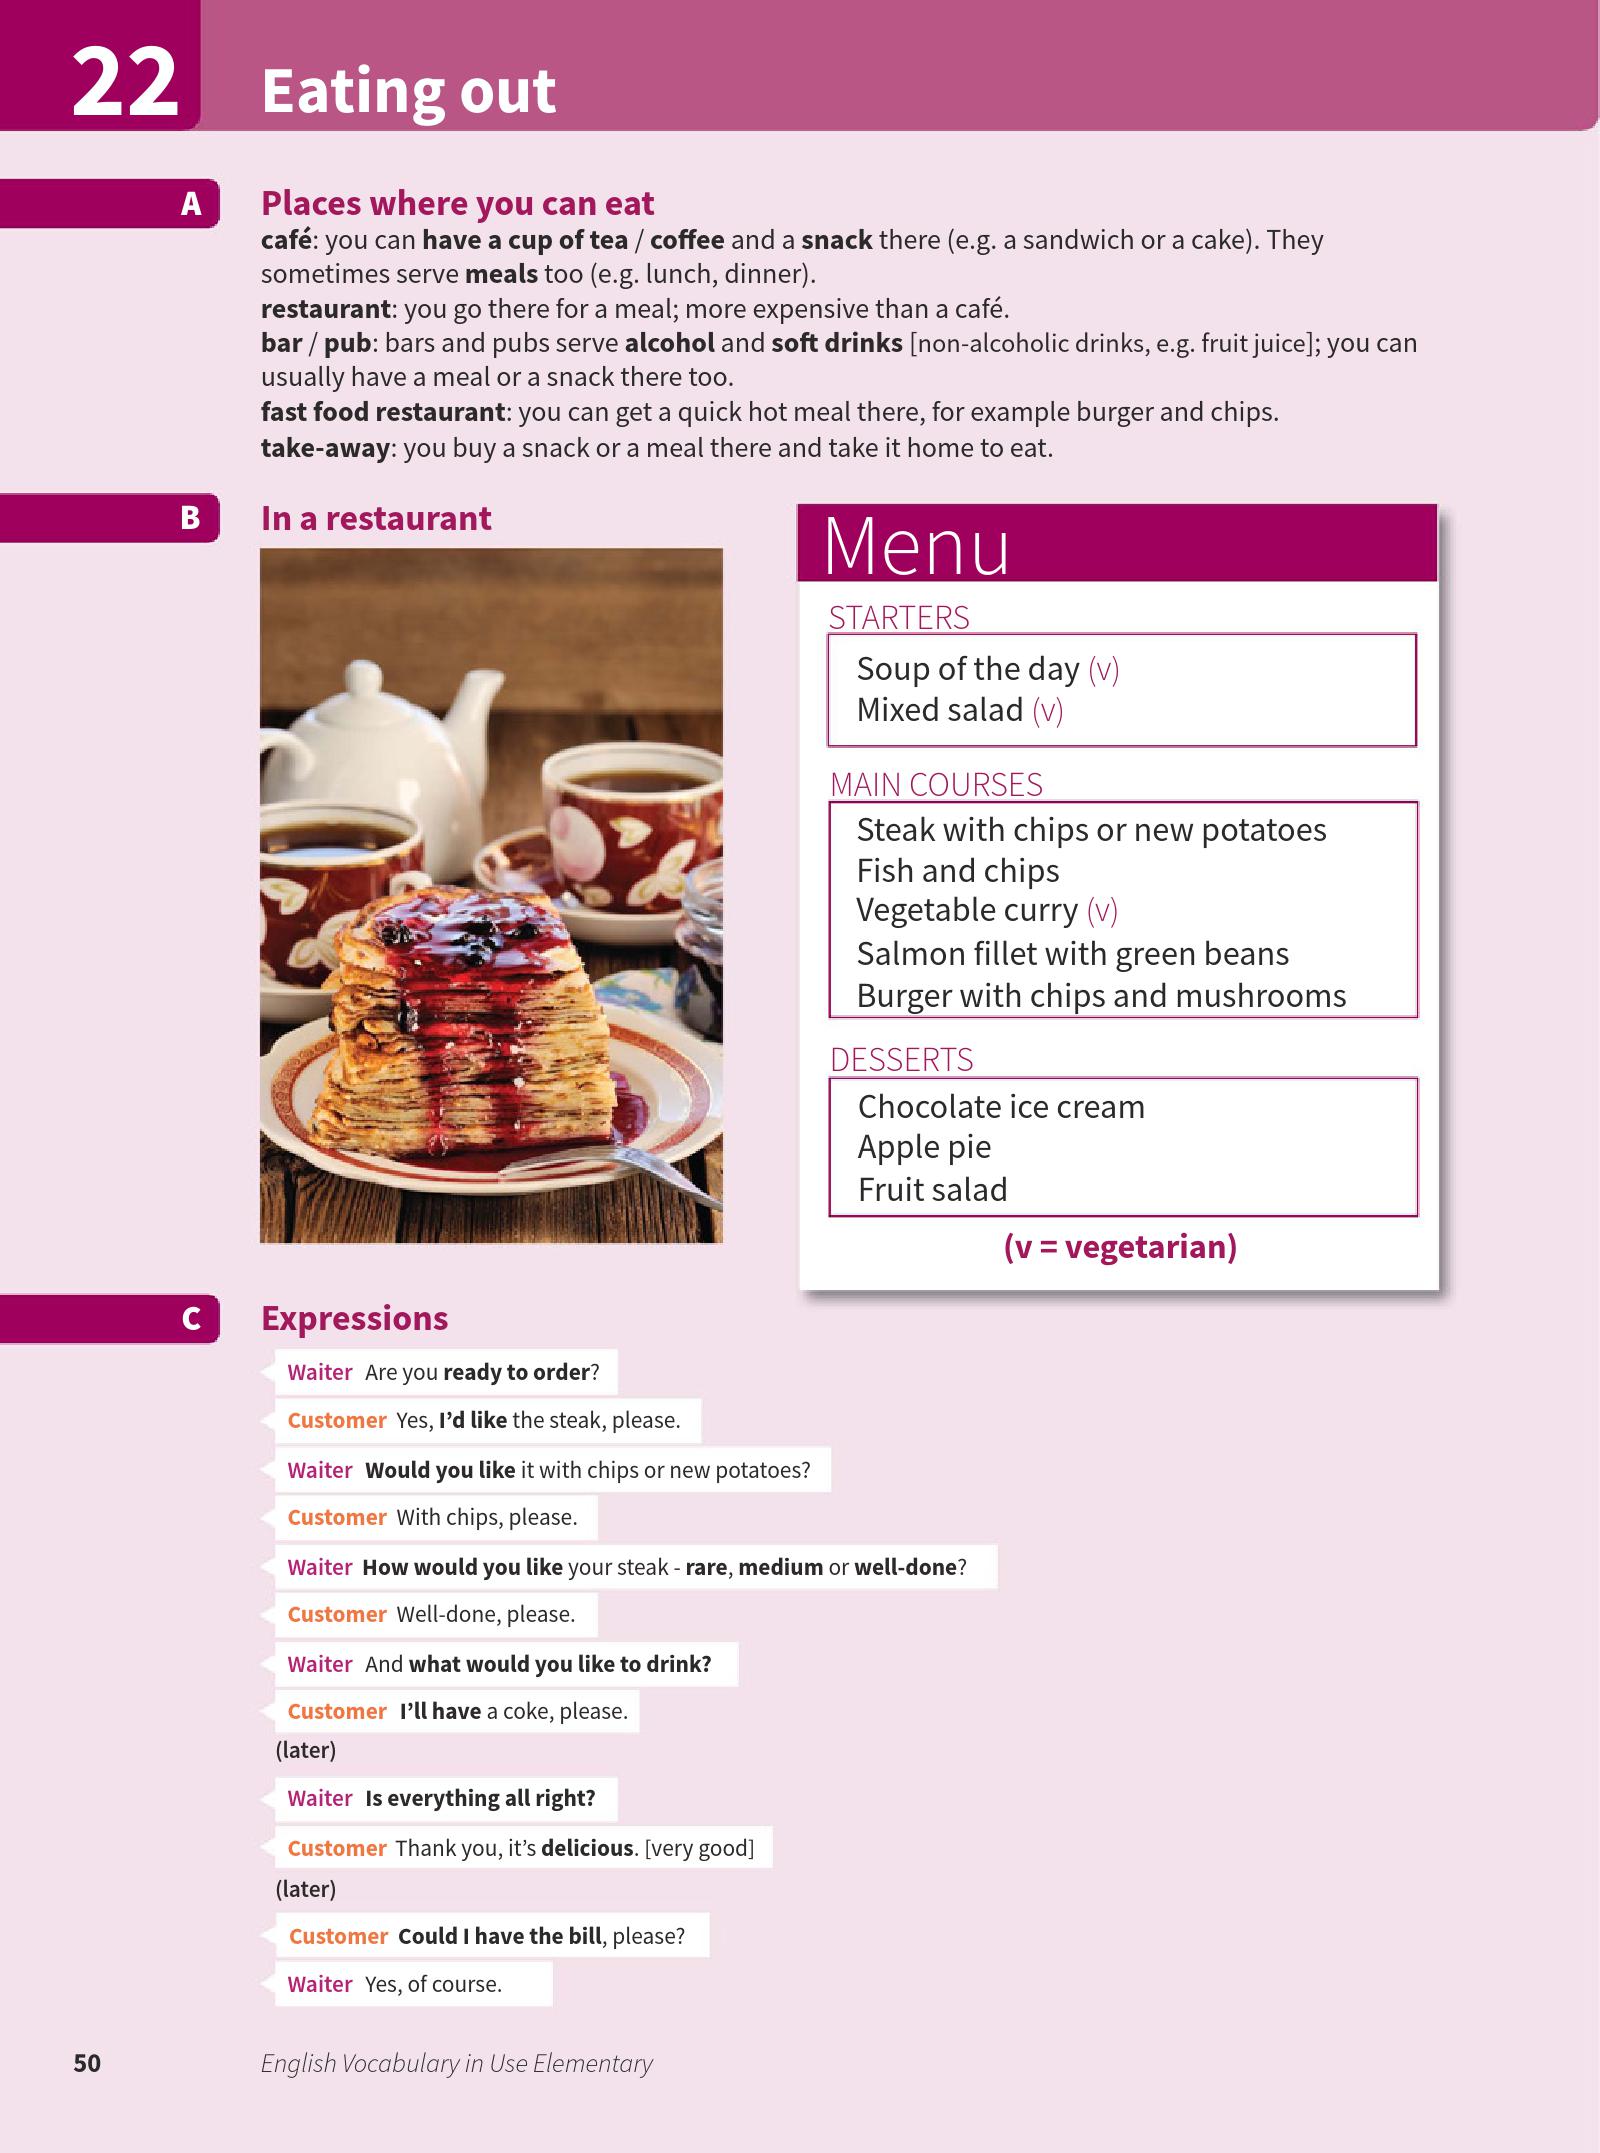 22
Eating out
A
Places where you can eat
café: you can have a cup of tea / coffee and a snack there (e.g. a sandwich or a cake). They
sometimes serve meals too (e.g. lunch, dinner).
restaurant: you go there for a meal; more expensive than a café.
bar / pub: bars and pubs serve alcohol and soft drinks [non-alcoholic drinks, e.g. fruit juice]; you can
usually have a meal or a snack there too.
fast food restaurant: you can get a quick hot meal there, for example burger and chips.
take-away: you buy a snack or a meal there and take it home to eat.
B
In a restaurant
Menu
STARTERS
Soup of the day (v)
Mixed salad (v)
MAIN COURSES
Steak with chips or new potatoes
Fish and chips
Vegetable curry (v)
Salmon fillet with green beans
Burger with chips and mushrooms
DESSERTS
Chocolate ice cream
Apple pie
Fruit salad
(v = vegetarian)
C
Expressions
Waiter Are you ready to order?
Customer Yes, I'd like the steak, please.
Waiter Would you like it with chips or new potatoes?
Customer With chips, please.
Waiter How would you like your steak - rare, medium or well-done?
Customer Well-done, please.
Waiter And what would you like to drink?
Customer I'll have a coke, please.
(later)
Waiter Is everything all right?
Customer Thank you, it's delicious. [very good]
(later)
Customer Could I have the bill, please?
Waiter Yes, of course.
50
English Vocabulary in Use Elementary